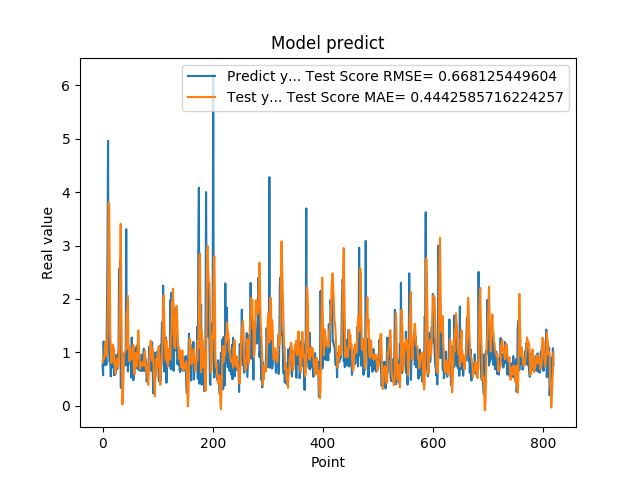 Model predict
Predict y... Test Score RMSE= 0.668125449604
Test y... Test Score MAE= 0.4442585716224257
Real value
6
5
4
3
2
1
0
0 200 400 600 800
Point